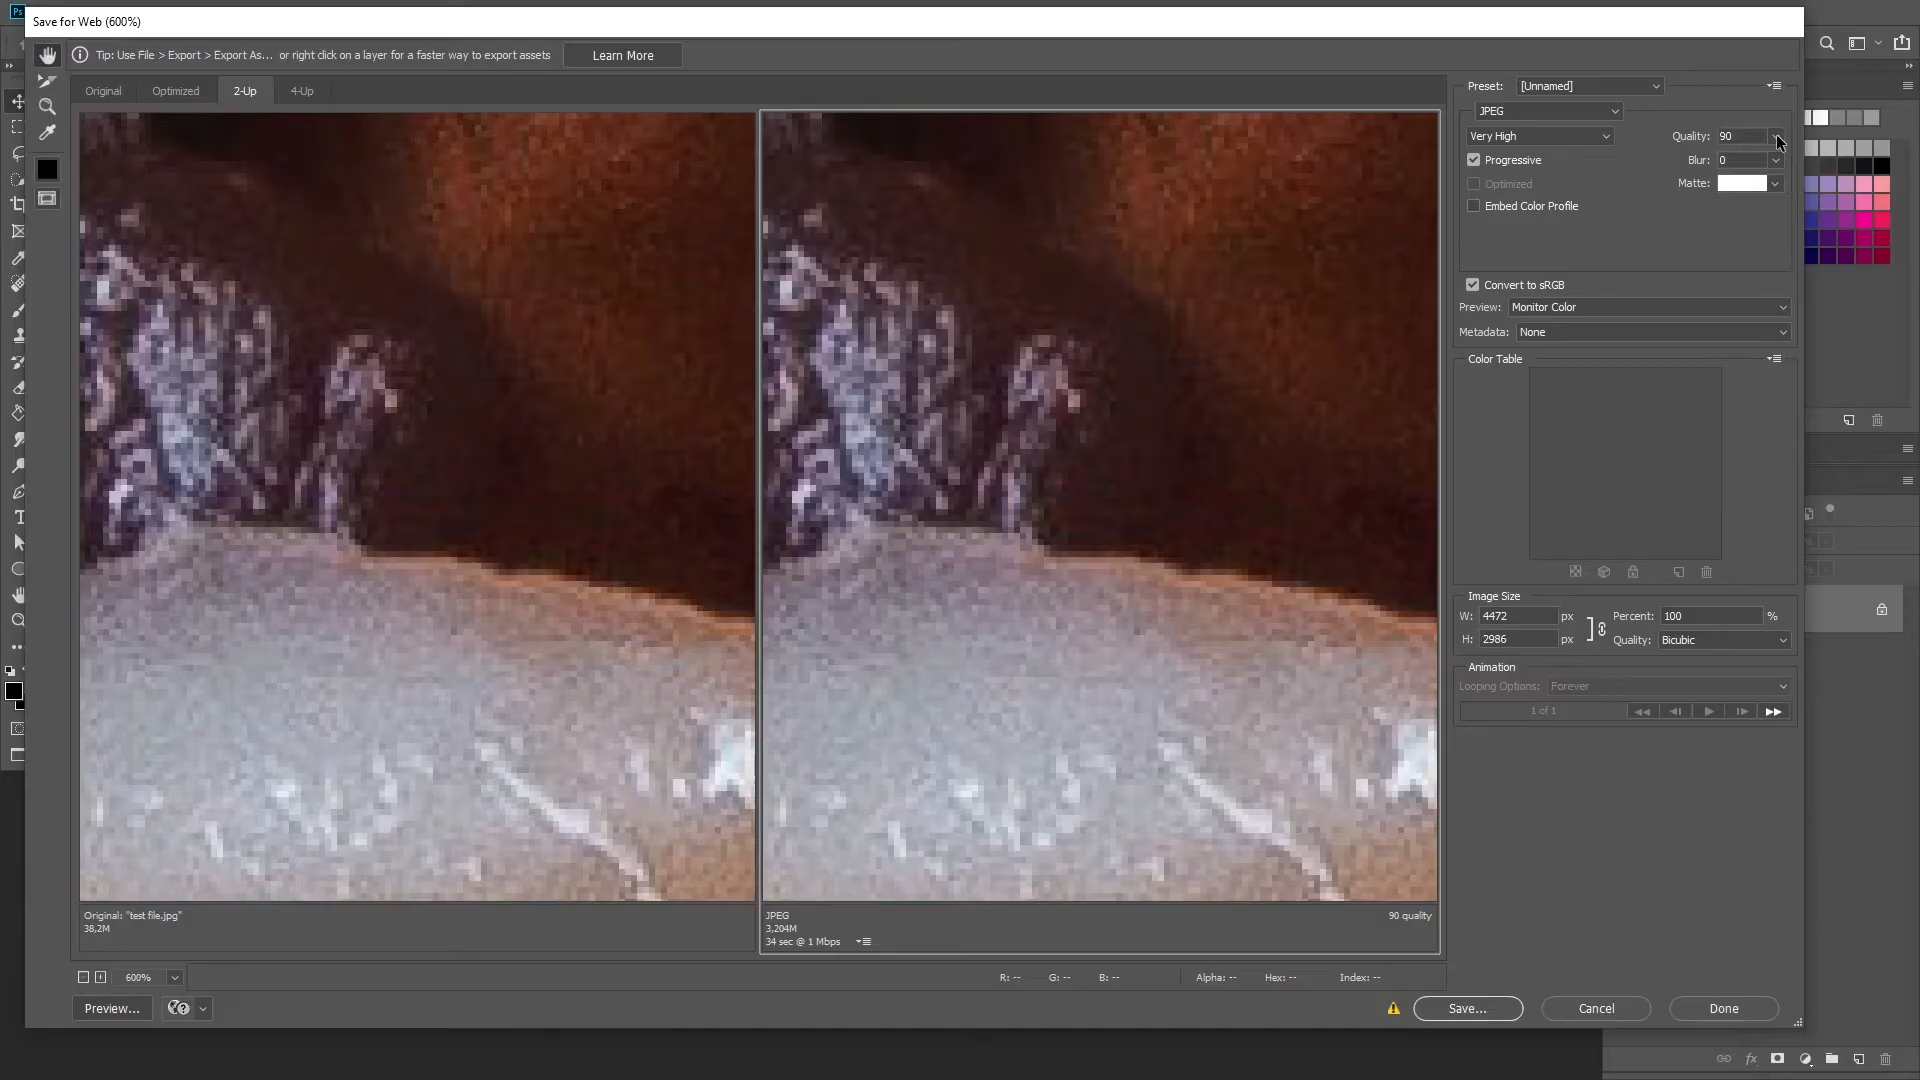 Ps
Save for Web (600%)
Tip: Use File > Export > Export As... or right click on a layer for a faster way to export assets
Learn More
Original
Optimized
2-Up
4-Up
Preset: [Unnamed]
JPEG
Very High
Quality: 90
Progressive
Blur: 0
Optimized
Matte:
Embed Color Profile
Convert to sRGB
Preview: Monitor Color
Metadata: None
Color Table
Image Size
W: 4472 px
Percent: 100 %
H: 2986 px
Quality: Bicubic
Animation
Looping Options: Forever
1 of 1
Original: "test file.jpg"
38,2M
JPEG
90 quality
3,204M
34 sec @ 1 Mbps
600%
R: --
G: --
B: --
Alpha: --
Hex: --
Index: --
Preview...
Save...
Cancel
Done
fx